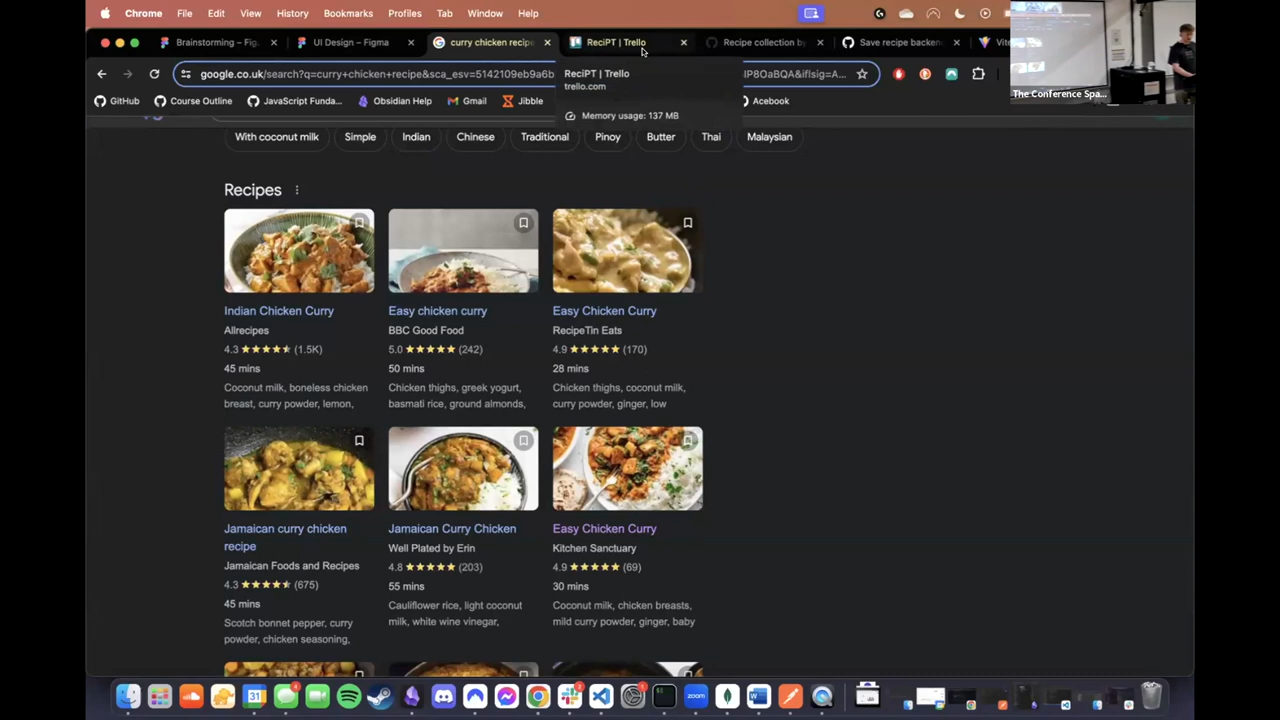 Chrome File Edit View History Bookmarks Profiles Tab Window Help
Brainstorming – Fig
UI Design – Figma
curry chicken recipe
ReciPT | Trello
Recipe collection by
Save recipe backen
Vite
google.co.uk/search?q=curry+chicken+recipe&sca_esv=5142109eb9a6b
IP8OaBQA&iflsig=A...
ReciPT | Trello
trello.com
Memory usage: 137 MB
GitHub Course Outline JavaScript Funda... Obsidian Help Gmail Jibble
Acebook
The Conference Spa...
With coconut milk Simple Indian Chinese Traditional Pinoy Butter Thai Malaysian
Recipes
Indian Chicken Curry
Allrecipes
4.3 (1.5K)
45 mins
Coconut milk, boneless chicken
breast, curry powder, lemon,
Easy chicken curry
BBC Good Food
5.0 (242)
50 mins
Chicken thighs, greek yogurt,
basmati rice, ground almonds,
Easy Chicken Curry
RecipeTin Eats
4.9 (170)
28 mins
Chicken thighs, coconut milk,
curry powder, ginger, low
Jamaican curry chicken
recipe
Jamaican Foods and Recipes
4.3 (675)
45 mins
Scotch bonnet pepper, curry
powder, chicken seasoning,
Jamaican Curry Chicken
Well Plated by Erin
4.8 (203)
55 mins
Cauliflower rice, light coconut
milk, white wine vinegar,
Easy Chicken Curry
Kitchen Sanctuary
4.9 (69)
30 mins
Coconut milk, chicken breasts,
mild curry powder, ginger, baby
31
zoom